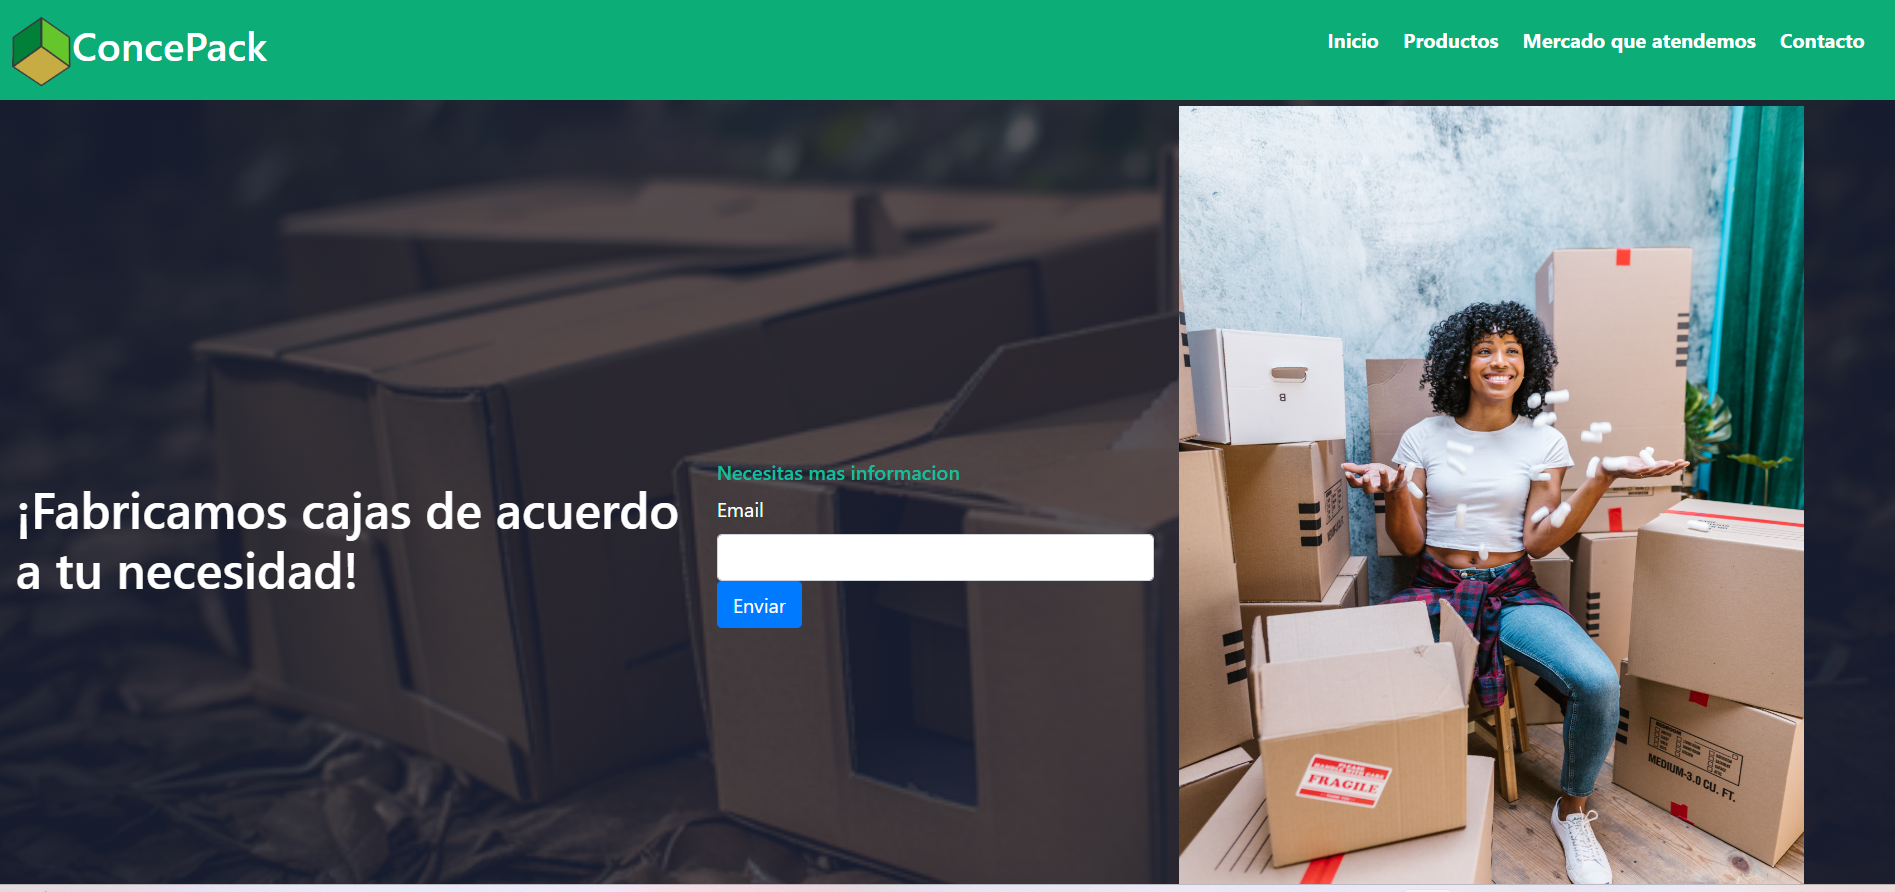 ConcePack
Inicio Productos Mercado que atendemos Contacto
¡Fabricamos cajas de acuerdo
a tu necesidad!
Necesitas mas informacion
Email
Enviar
B
FRAGILE
MEDIUM-3.0 CU. FT.